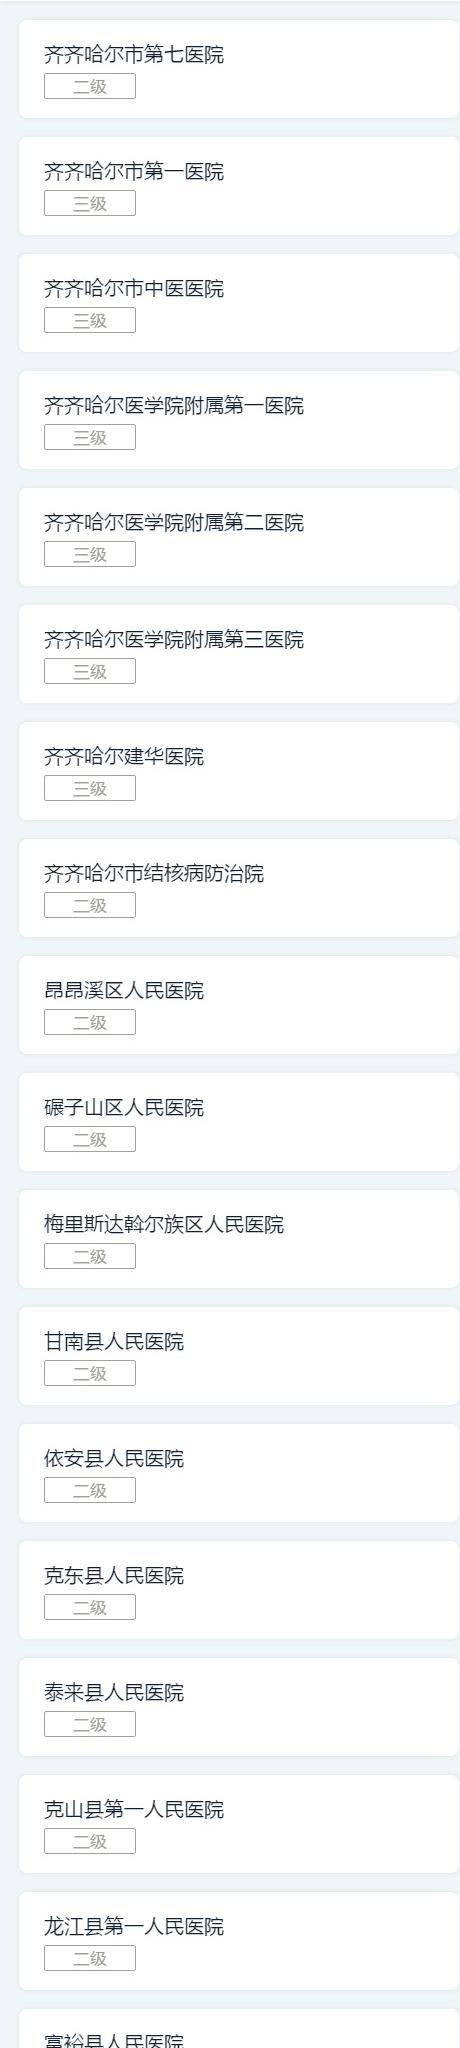 齐齐哈尔市第七医院
二级
齐齐哈尔市第一医院
三级
齐齐哈尔市中医医院
三级
齐齐哈尔医学院附属第一医院
三级
齐齐哈尔医学院附属第二医院
三级
齐齐哈尔医学院附属第三医院
三级
齐齐哈尔建华医院
三级
齐齐哈尔市结核病防治院
二级
昂昂溪区人民医院
二级
碾子山区人民医院
二级
梅里斯达斡尔族区人民医院
二级
甘南县人民医院
二级
依安县人民医院
二级
克东县人民医院
二级
泰来县人民医院
二级
克山县第一人民医院
二级
龙江县第一人民医院
二级
富裕县人民医院